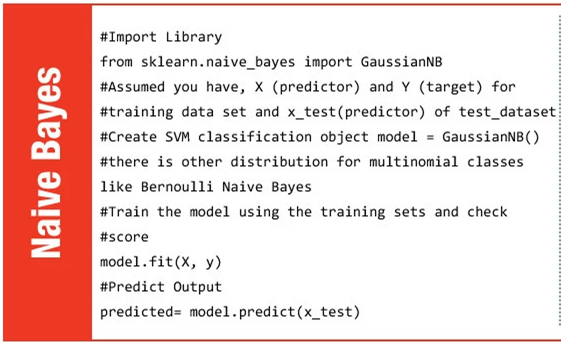 Naive Bayes
#Import Library
from sklearn.naive_bayes import GaussianNB
#Assumed you have, X (predictor) and Y (target) for
#training data set and x_test(predictor) of test_dataset
#Create SVM classification object model = GaussianNB()
#there is other distribution for multinomial classes
like Bernoulli Naive Bayes
#Train the model using the training sets and check
#score
model.fit(X, y)
#Predict Output
predicted= model.predict(x_test)